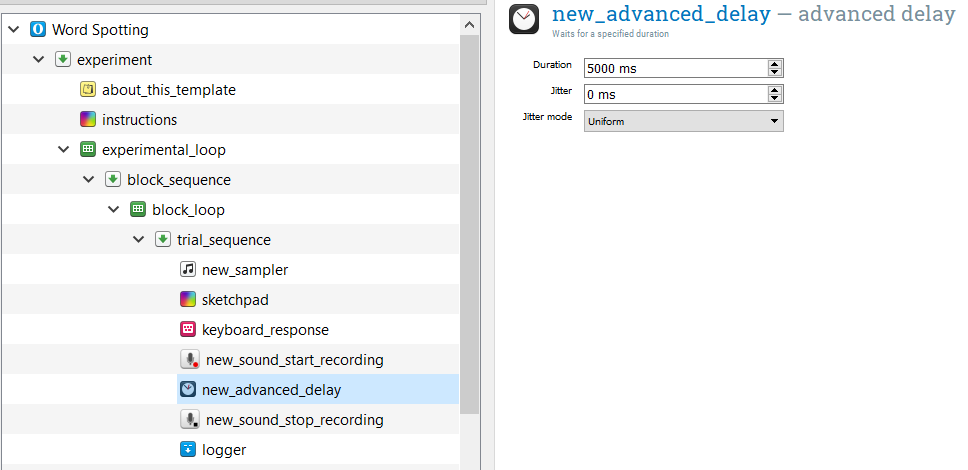 Word Spotting
experiment
about_this_template
instructions
experimental_loop
block_sequence
block_loop
trial_sequence
new_sampler
sketchpad
keyboard_response
new_sound_start_recording
new_advanced_delay
new_sound_stop_recording
logger
new_advanced_delay — advanced delay
Waits for a specified duration
Duration 5000 ms
Jitter 0 ms
Jitter mode Uniform